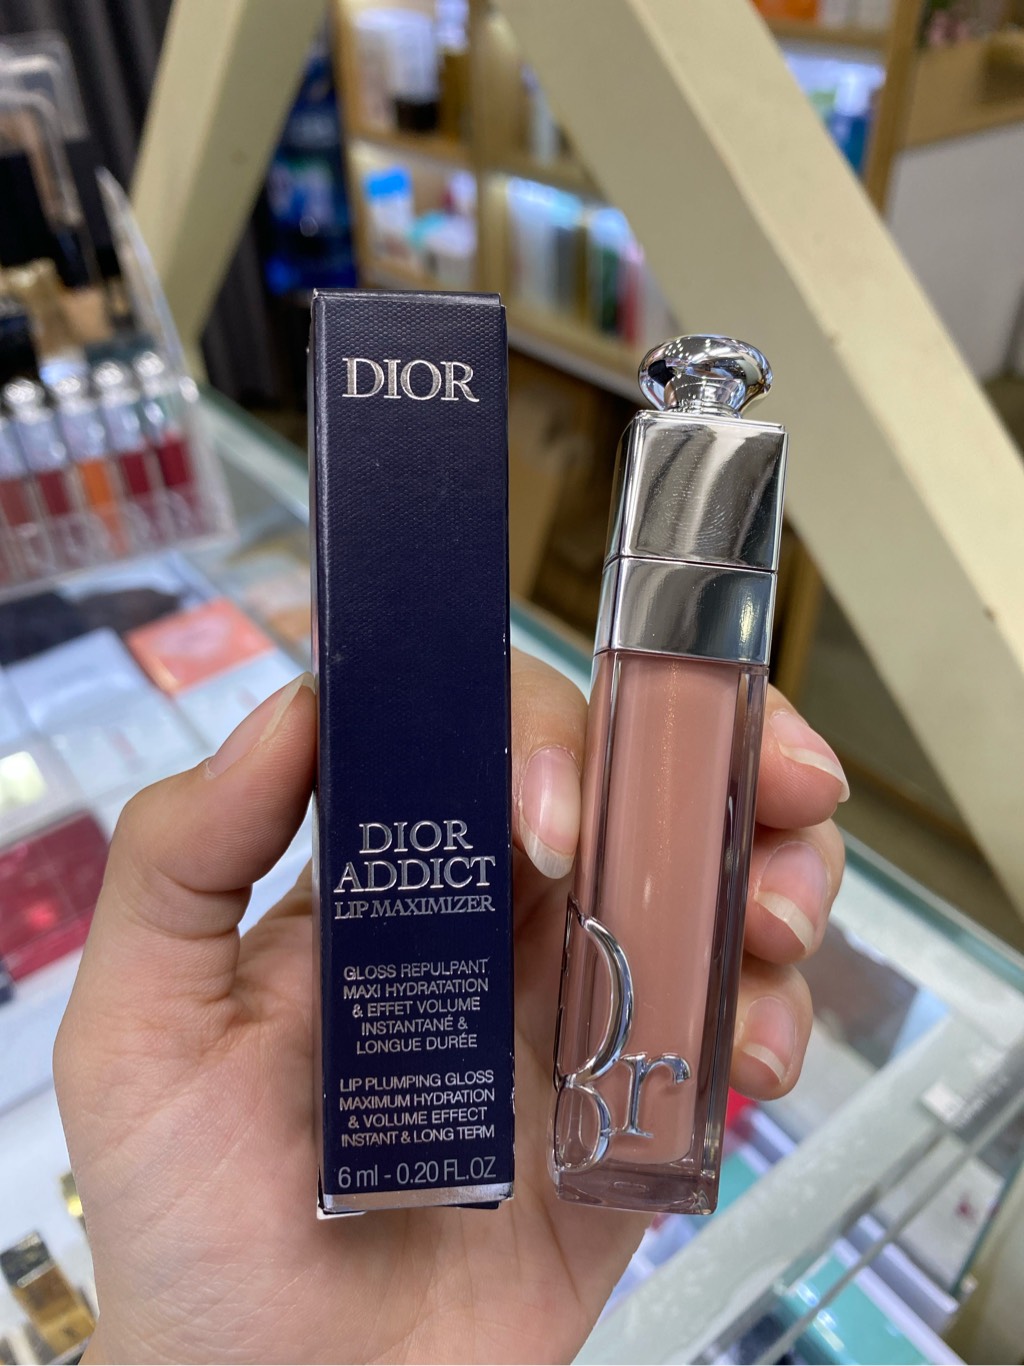 DIOR
DIOR
ADDICT
LIP MAXIMIZER
GLOSS REPULPANT
MAXI HYDRATATION
& EFFET VOLUME
INSTANTANÉ &
LONGUE DURÉE
LIP PLUMPING GLOSS
MAXIMUM HYDRATION
& VOLUME EFFECT
INSTANT & LONG TERM
6 ml - 0.20 FL.OZ
Dior